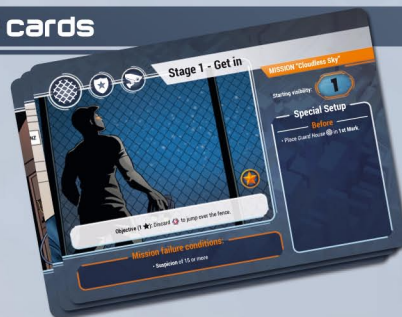 cards
Stage 1 - Get in
MISSION "Cloudless Sky"
Starting visibility: 1
Special Setup
Before
- Place Guard House in 1st Mark.
Objective (1 ★): Discard to jump over the fence.
Mission failure conditions:
- Suspicion of 15 or more